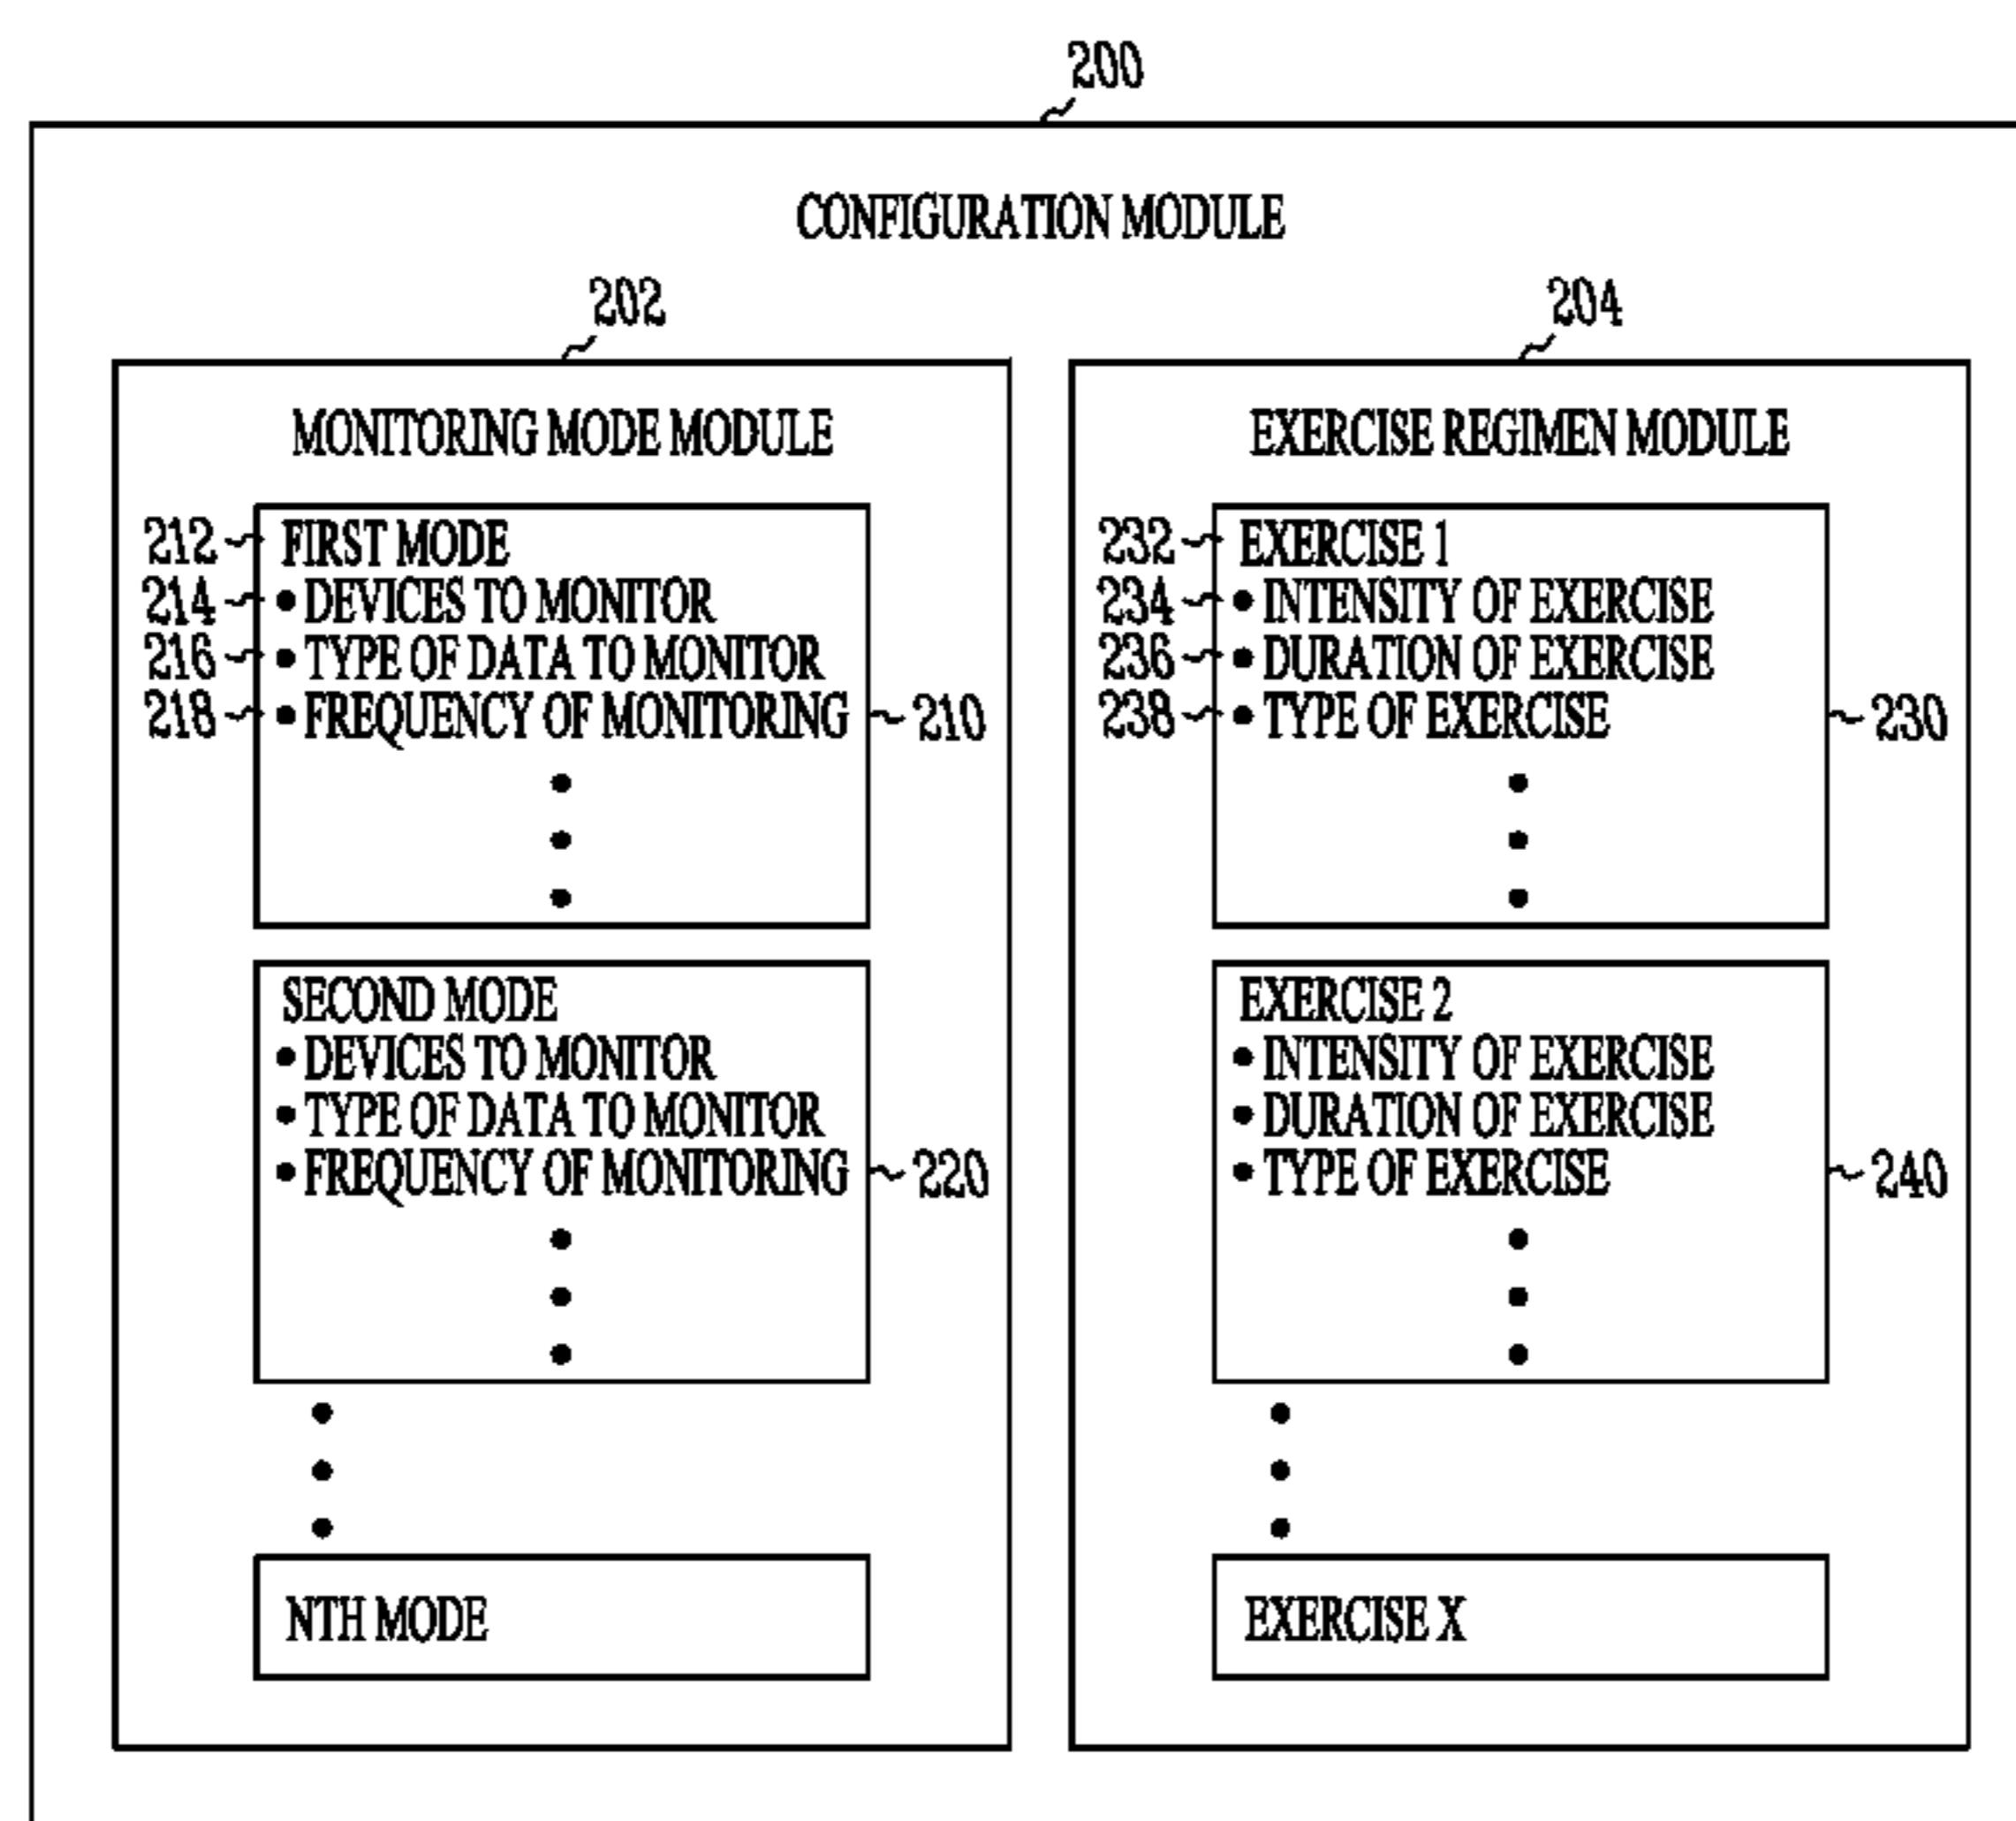 200
CONFIGURATION MODULE
202
MONITORING MODE MODULE
212 FIRST MODE
214 • DEVICES TO MONITOR
216 • TYPE OF DATA TO MONITOR
218 • FREQUENCY OF MONITORING 210
SECOND MODE
• DEVICES TO MONITOR
• TYPE OF DATA TO MONITOR
• FREQUENCY OF MONITORING 220
NTH MODE
204
EXERCISE REGIMEN MODULE
232 EXERCISE 1
234 • INTENSITY OF EXERCISE
236 • DURATION OF EXERCISE
238 • TYPE OF EXERCISE 230
EXERCISE 2
• INTENSITY OF EXERCISE
• DURATION OF EXERCISE
• TYPE OF EXERCISE 240
EXERCISE X